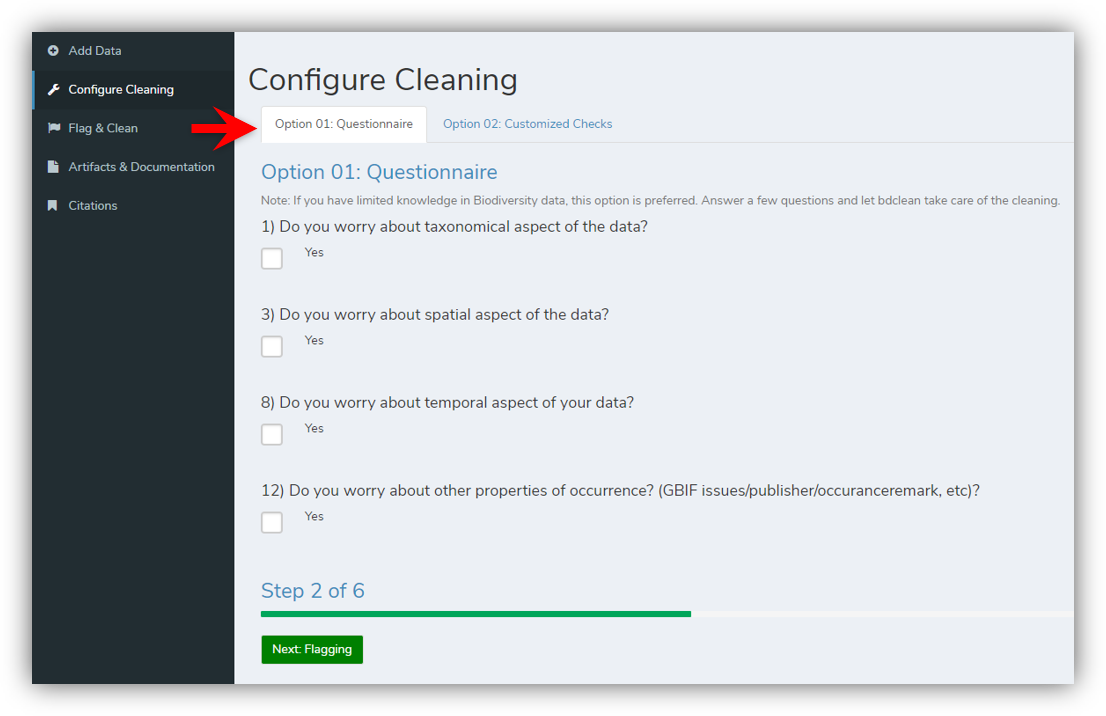 Add Data
Configure Cleaning
Flag & Clean
Artifacts & Documentation
Citations
Configure Cleaning
Option 01: Questionnaire
Option 02: Customized Checks
Option 01: Questionnaire
Note: If you have limited knowledge in Biodiversity data, this option is preferred. Answer a few questions and let bdclean take care of the cleaning.
1) Do you worry about taxonomical aspect of the data?
Yes
3) Do you worry about spatial aspect of the data?
Yes
8) Do you worry about temporal aspect of your data?
Yes
12) Do you worry about other properties of occurrence? (GBIF issues/publisher/occuranceremark, etc)?
Yes
Step 2 of 6
Next: Flagging